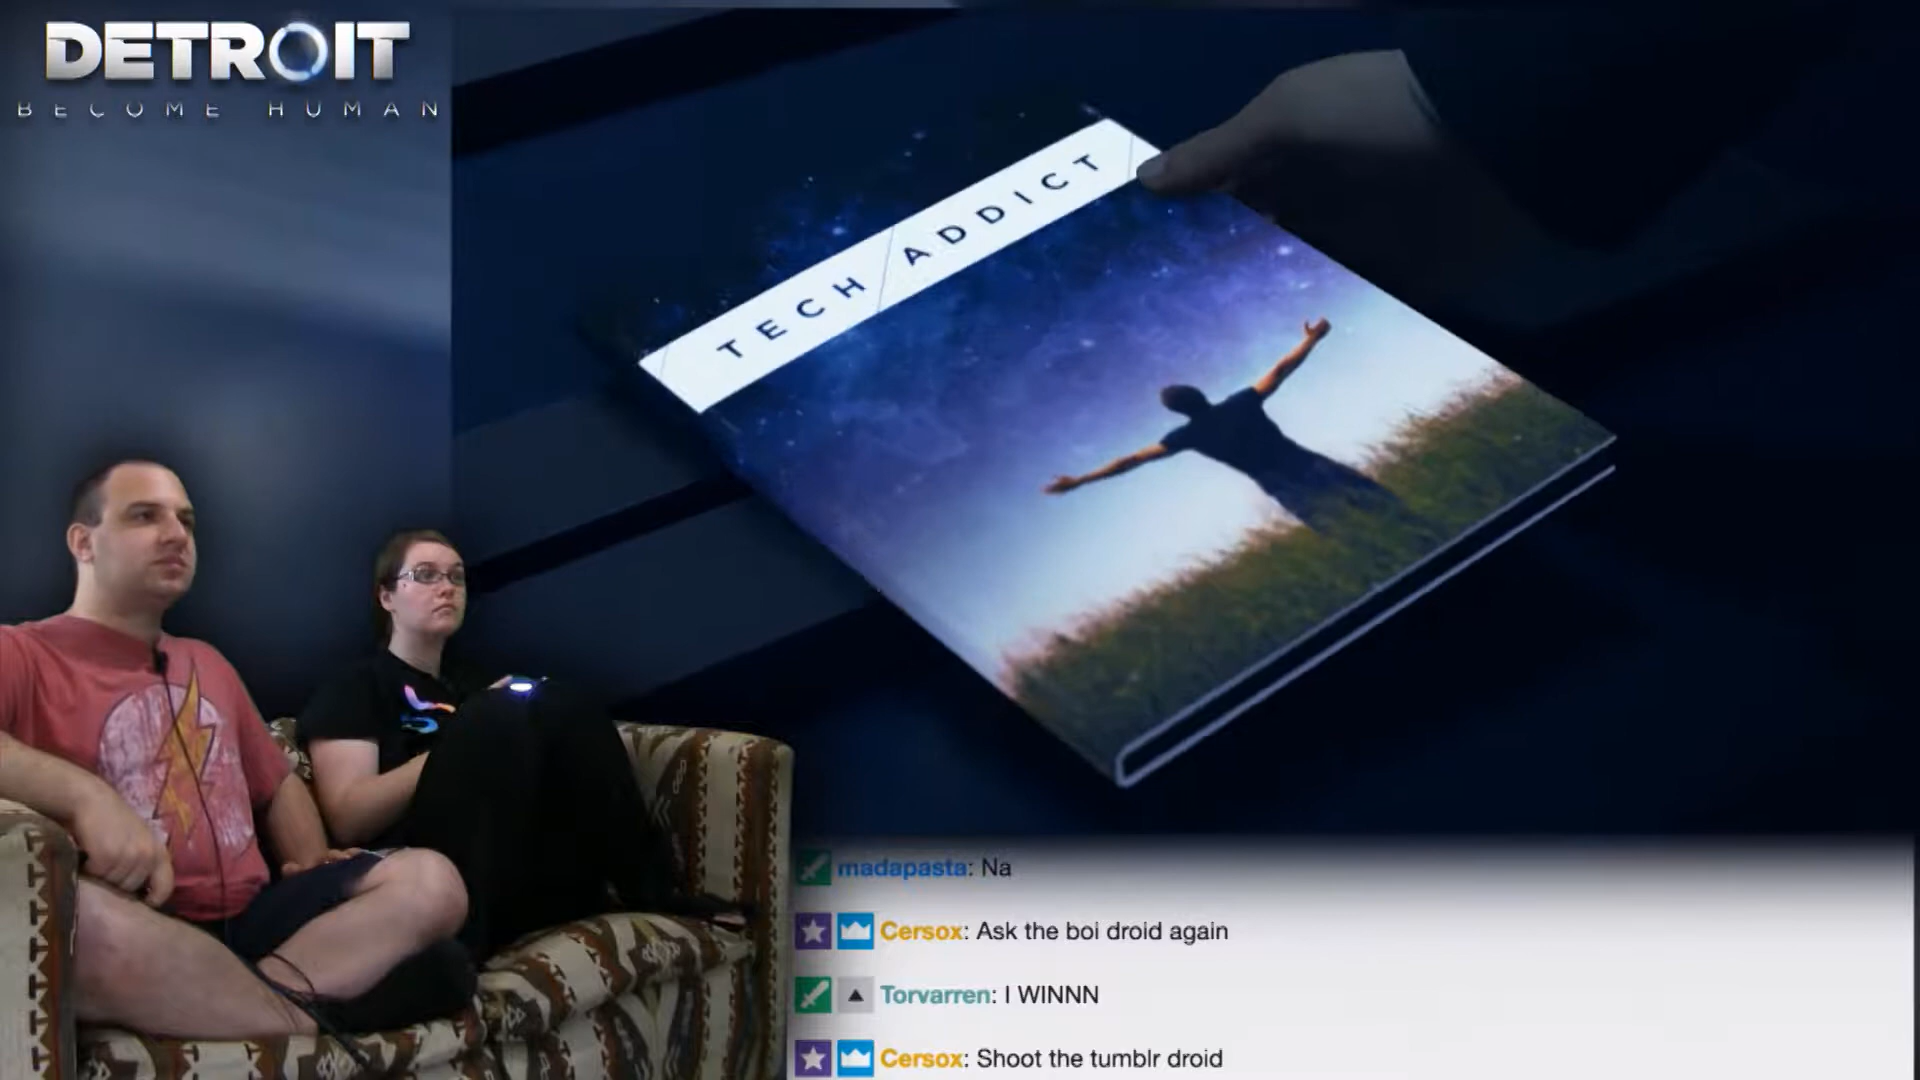 DETROIT
BECOME HUMAN
TECH ADDICT
madapasta: Na
Cersox: Ask the boi droid again
Torvarren: I WINNN
Cersox: Shoot the tumblr droid